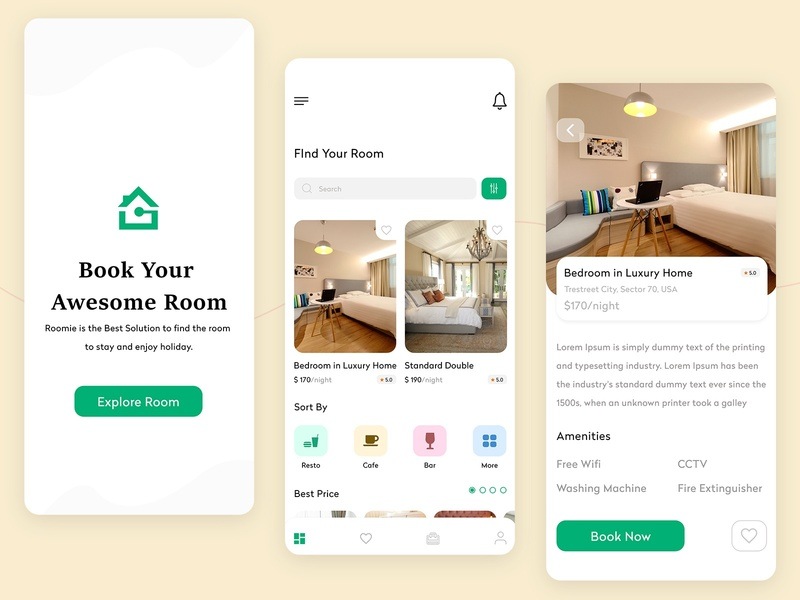 Book Your
Awesome Room
Roomie is the Best Solution to find the room
to stay and enjoy holiday.
Explore Room
FInd Your Room
Search
Bedroom in Luxury Home
$ 170/night
5.0
Standard Double
$ 190/night
5.0
Sort By
Resto
Cafe
Bar
More
Best Price
Bedroom in Luxury Home
5.0
Trestreet City, Sector 70, USA
$170/night
Lorem Ipsum is simply dummy text of the printing
and typesetting industry. Lorem Ipsum has been
the industry's standard dummy text ever since the
1500s, when an unknown printer took a galley
Amenities
Free Wifi
CCTV
Washing Machine
Fire Extinguisher
Book Now